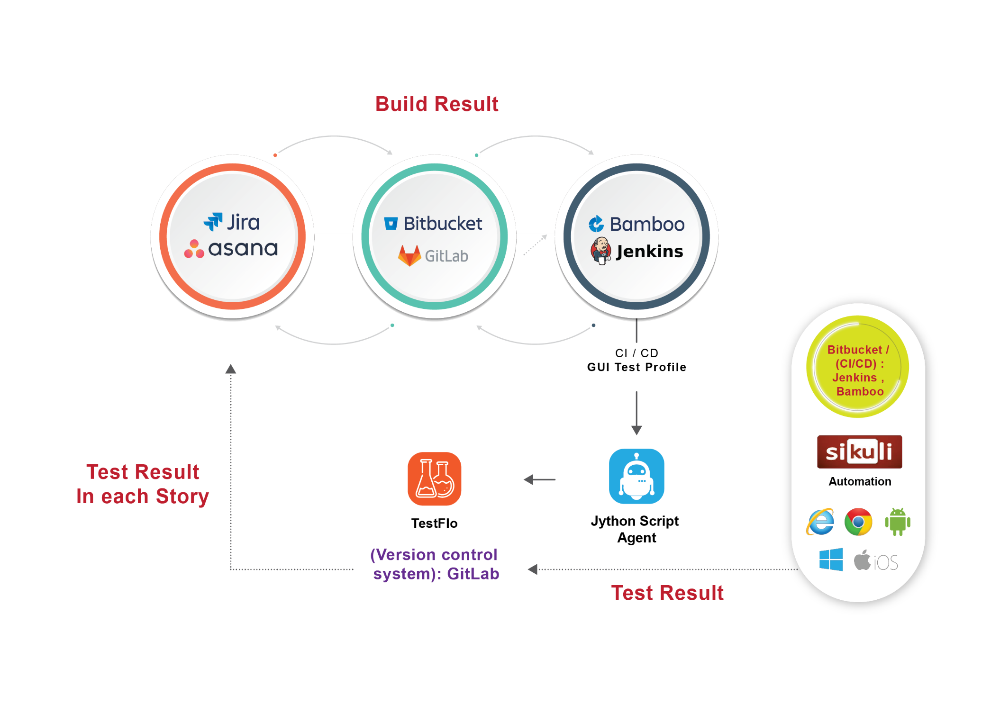 Build Result
Jira
asana
Bitbucket
GitLab
Bamboo
Jenkins
CI / CD
GUI Test Profile
Bitbucket /
(CI/CD) :
Jenkins ,
Bamboo
sikuli
Automation
iOS
Test Result
In each Story
TestFlo
(Version control
system): GitLab
Jython Script
Agent
Test Result